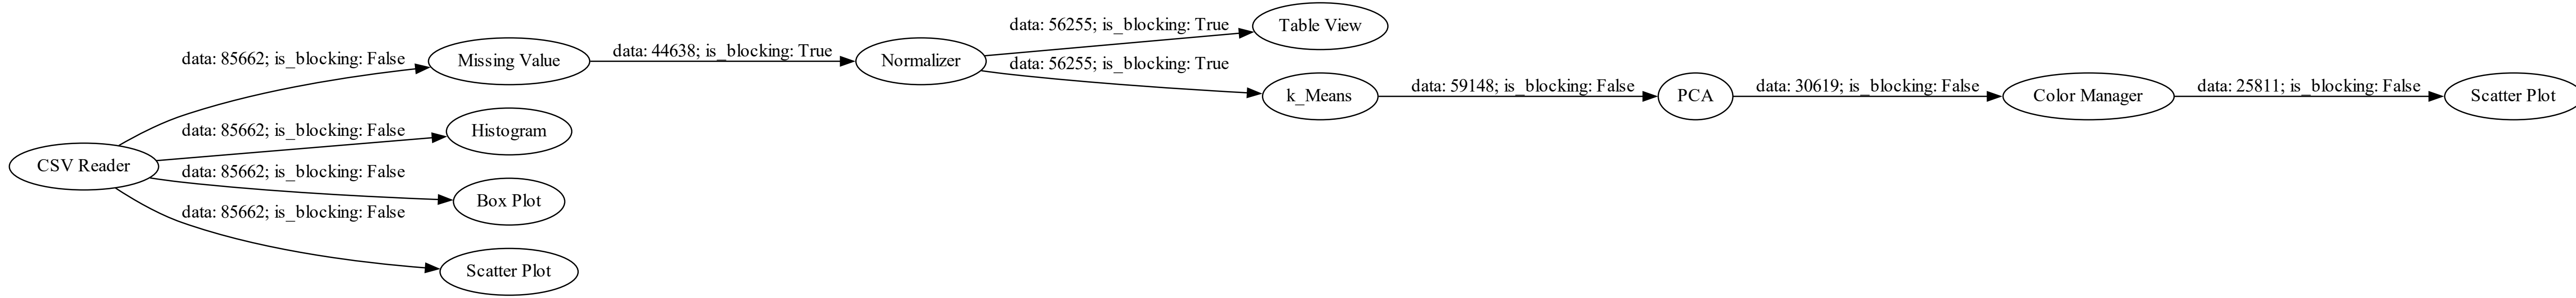 CSV Reader
data: 85662; is_blocking: False
Missing Value
data: 85662; is_blocking: False
Histogram
data: 85662; is_blocking: False
Box Plot
data: 85662; is_blocking: False
Scatter Plot
data: 44638; is_blocking: True
Normalizer
data: 56255; is_blocking: True
Table View
data: 56255; is_blocking: True
k_Means
data: 59148; is_blocking: False
PCA
data: 30619; is_blocking: False
Color Manager
data: 25811; is_blocking: False
Scatter Plot